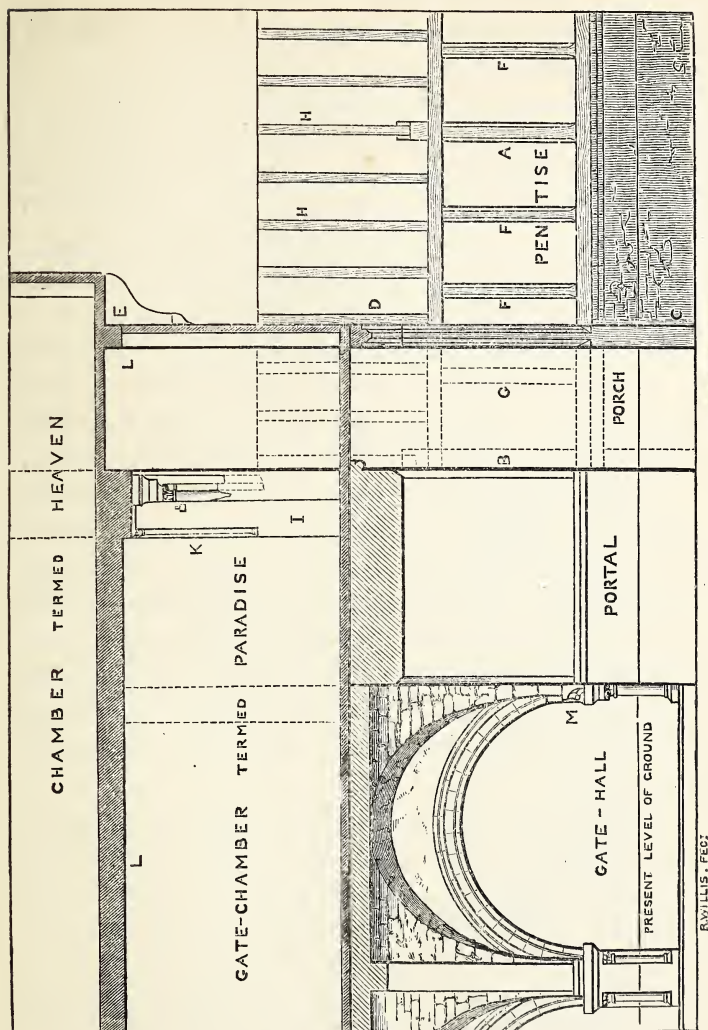 CHAMBER TERMED HEAVEN
E
L
L
E
K
GATE-CHAMBER TERMED PARADISE
I
H
H
D
B
G
F
F
A
F
PENTISE
M
GATE-HALL
PORTAL
PORCH
PRESENT LEVEL OF GROUND
C
R.WILLIS, FECT